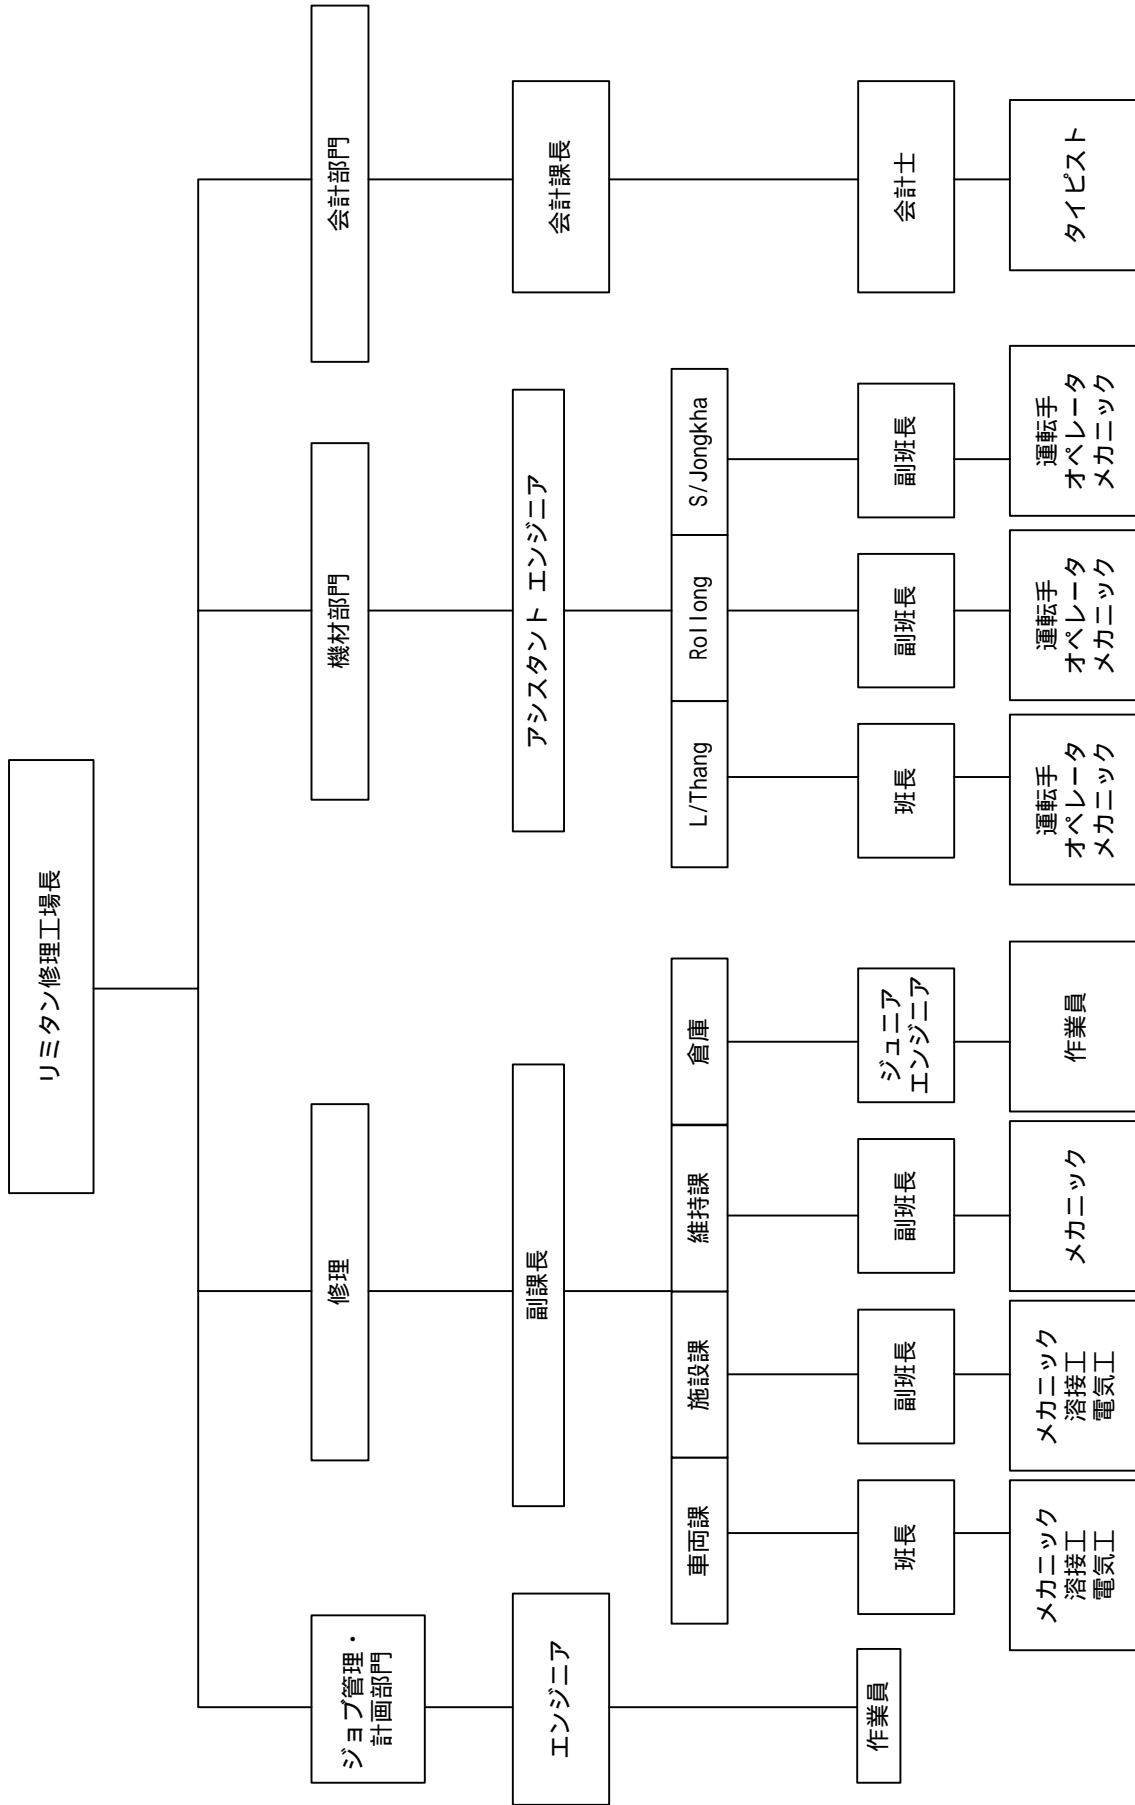 リミタン修理工場長
ジョブ管理・
計画部門
修理
機材部門
会計部門
エンジニア
副課長
アシスタント エンジニア
会計課長
車両課
施設課
維持課
倉庫
L/Thang
Rollong
S/Jongkha
作業員
班長
副班長
副班長
ジュニア
エンジニア
班長
副班長
副班長
会計士
メカニック
溶接工
電気工
メカニック
溶接工
電気工
メカニック
作業員
運転手
オペレータ
メカニック
運転手
オペレータ
メカニック
運転手
オペレータ
メカニック
タイピスト